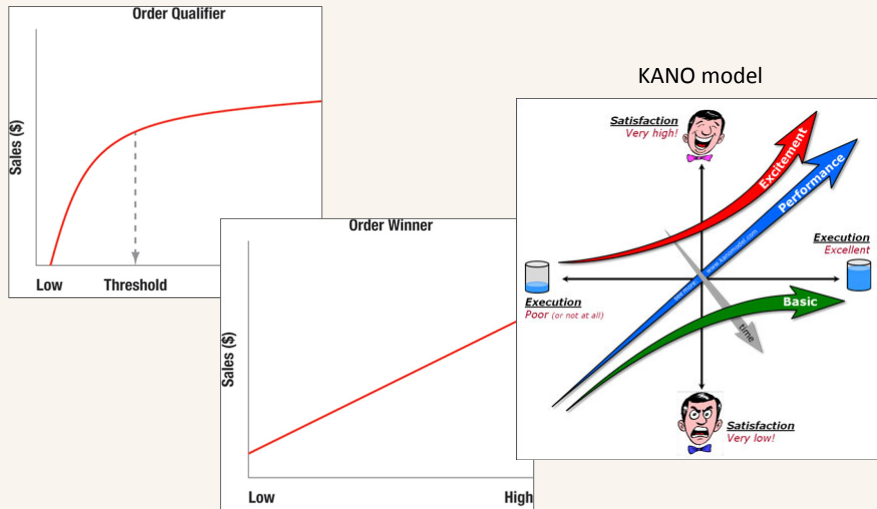 Order Qualifier
Sales ($)
Low
Threshold
Order Winner
Sales ($)
Low
High
KANO model
Satisfaction
Very high!
Excitement
Performance
Execution
Excellent
Execution
Poor (or not at all)
Basic
time
Satisfaction
Very low!